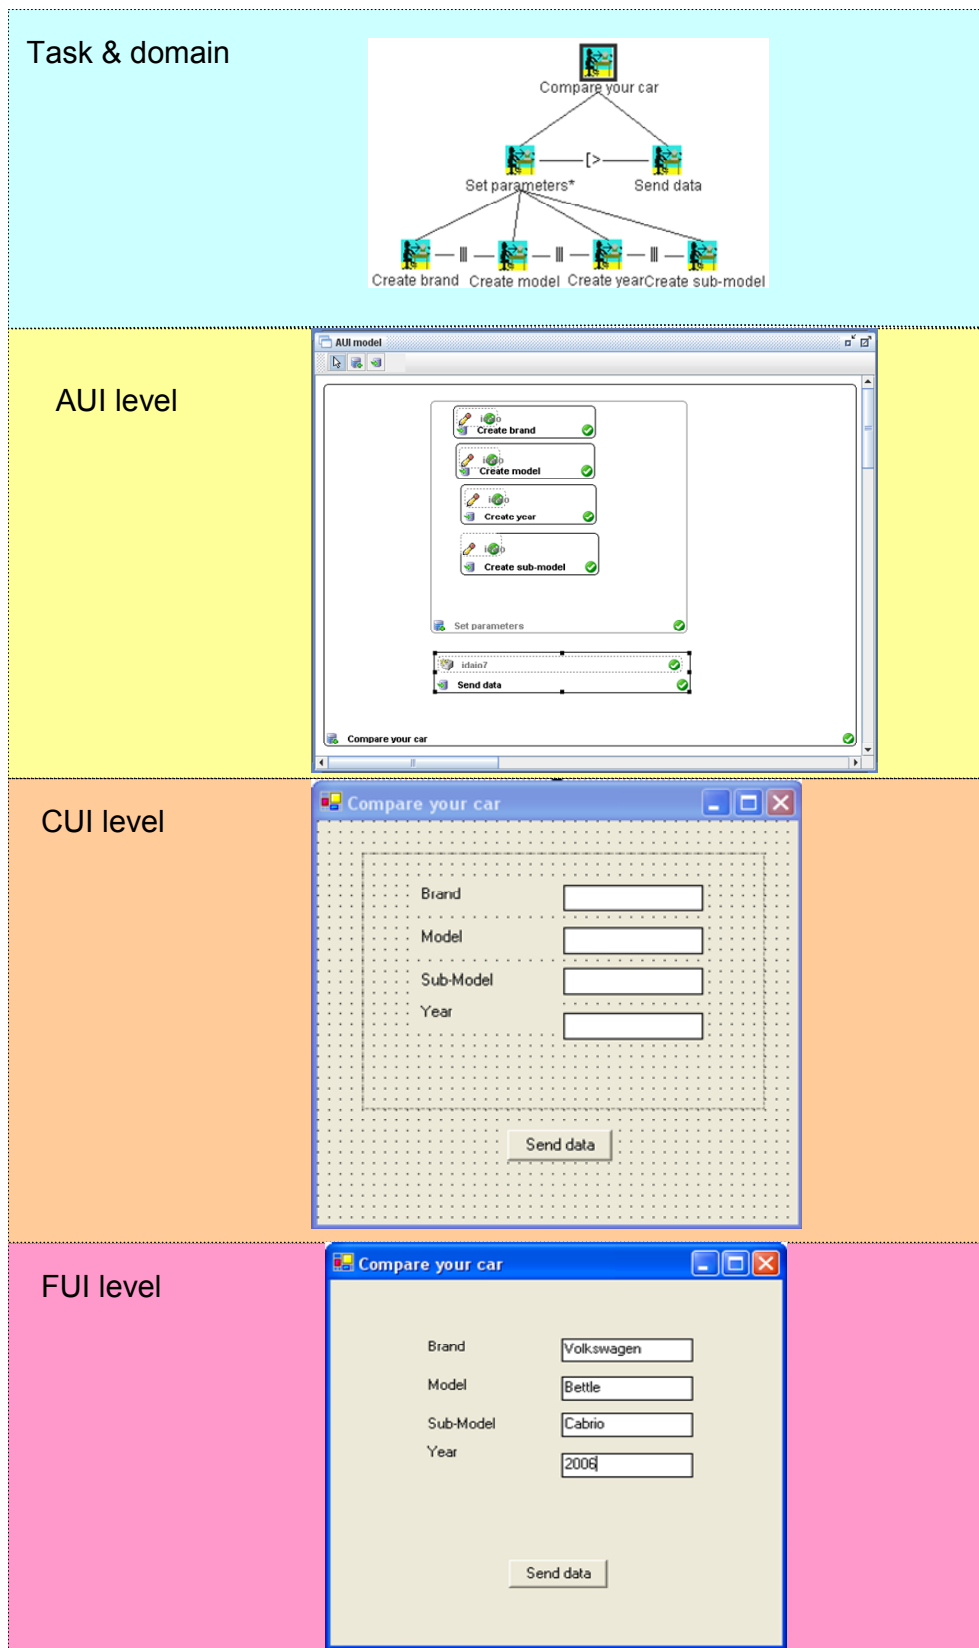 Task & domain
Compare your car
[>
Set parameters*
Send data
||| ||| |||
Create brand Create model Create year Create sub-model
AUI level
AUI model
Create brand
Create model
Create year
Create sub-model
Set parameters
idaio7
Send data
Compare your car
CUI level
Compare your car
Brand
Model
Sub-Model
Year
Send data
FUI level
Compare your car
Brand Volkswagen
Model Bettle
Sub-Model Cabrio
Year
2006
Send data